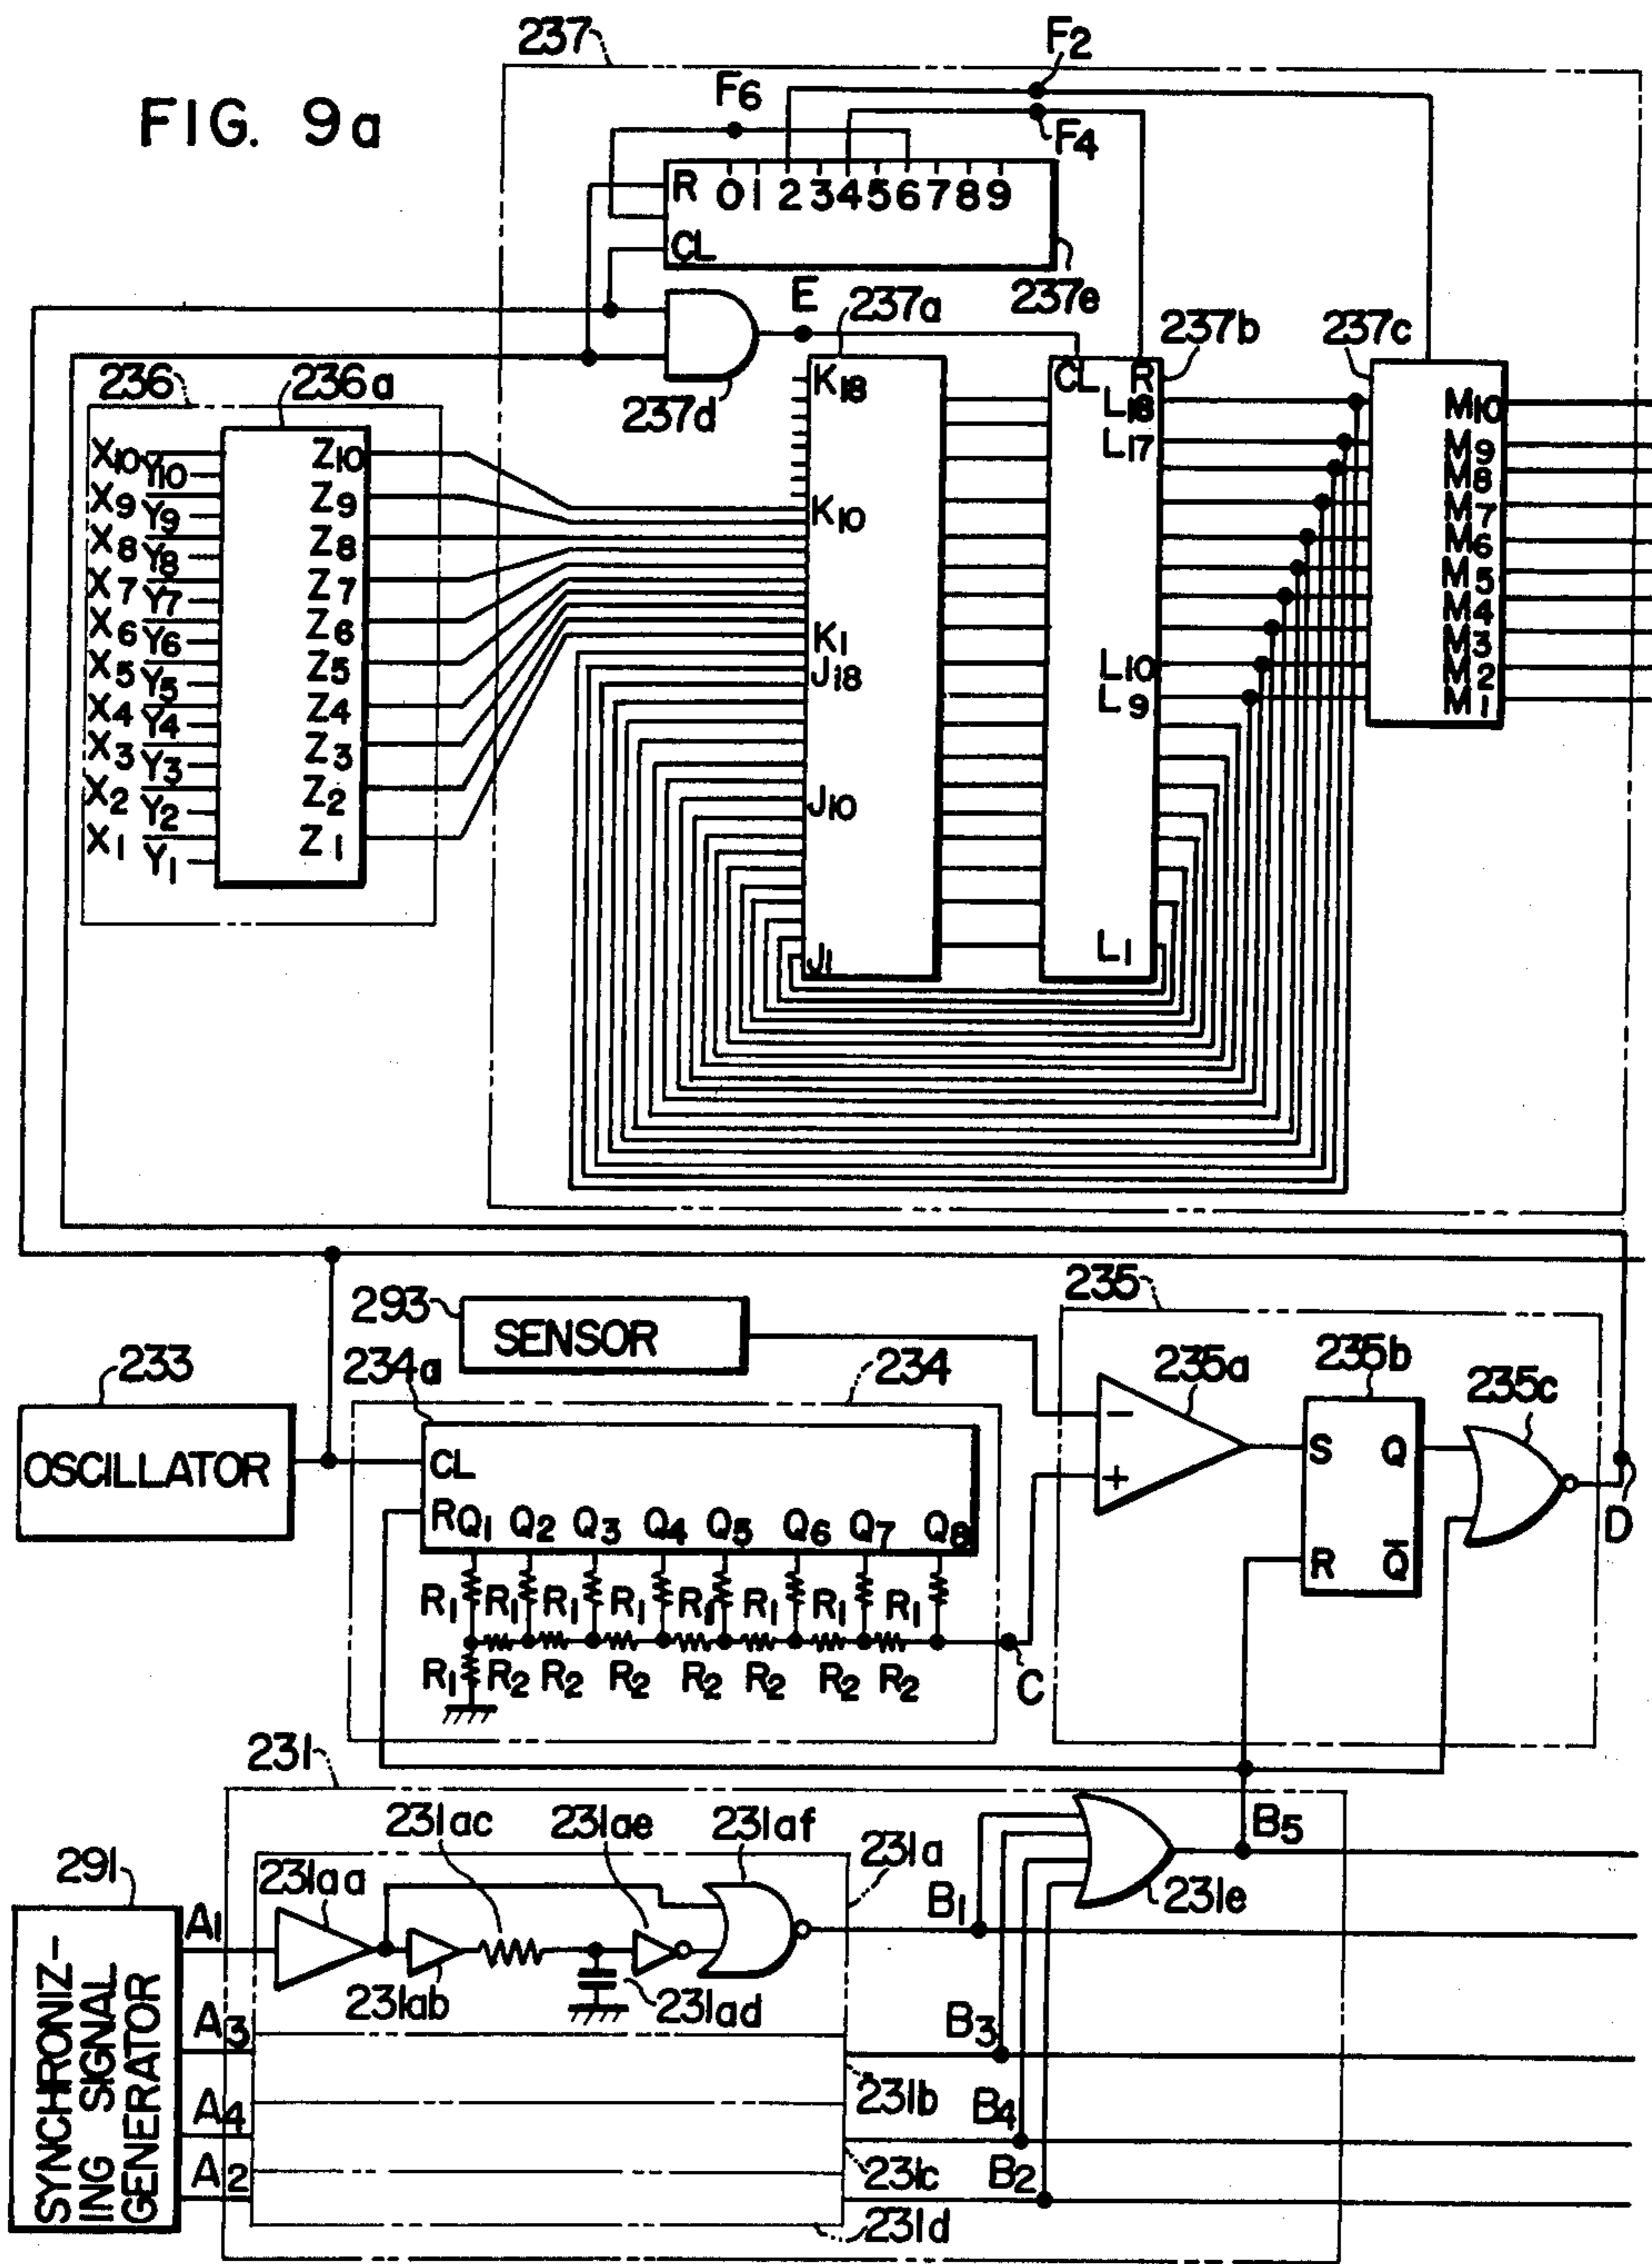 FIG. 9a
237
F2
F6
F4
R 0 1 2 3 4 5 6 7 8 9
CL
237e
E
237a
237b
237c
237d
236
236a
K18
CL R
L18
L17
M10
M9
M8
M7
M6
M5
M4
M3
M2
M1
X10 Y10 Z10
X9 Y9 Z9
X8 Y8 Z8
X7 Y7 Z7
X6 Y6 Z6
X5 Y5 Z5
X4 Y4 Z4
X3 Y3 Z3
X2 Y2 Z2
X1 Y1 Z1
K10
K1
J18
J10
J1
L10
L9
L1
293
SENSOR
235
233
OSCILLATOR
234a
234
235a
235b
235c
CL
R Q1 Q2 Q3 Q4 Q5 Q6 Q7 Q8
R1 R1 R1 R1 R1 R1 R1 R1
R1 R2 R2 R2 R2 R2 R2 R2
C
− +
S Q
R Q̅
D
231
291
SYNCHRONIZ-
ING SIGNAL
GENERATOR
A1
A3
A4
A2
231aa
231ac
231ae
231af
231a
231ab
231ad
231b
231c
231d
231e
B5
B1
B3
B4
B2